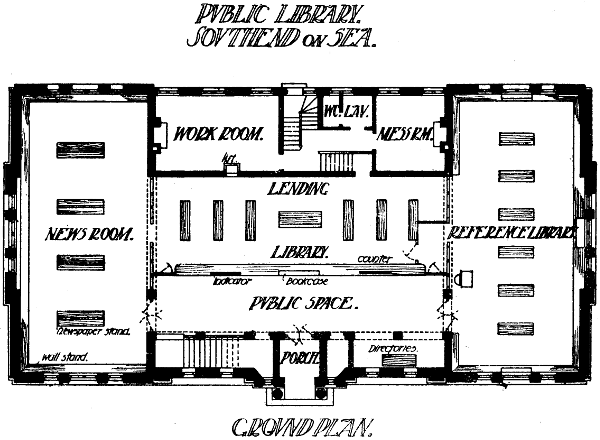 PVBLIC LIBRARY.
SOVTHEND ON SEA.
WORK ROOM.
W.C. LAV.
MESS RM.
Lift
LENDING
NEWS ROOM.
LIBRARY.
REFERENCE LIBRARY.
Counter
Indicator
Bookcase
PVBLIC SPACE.
Newspaper stand.
Wall stand.
PORCH.
Directories.
GROVND PLAN.